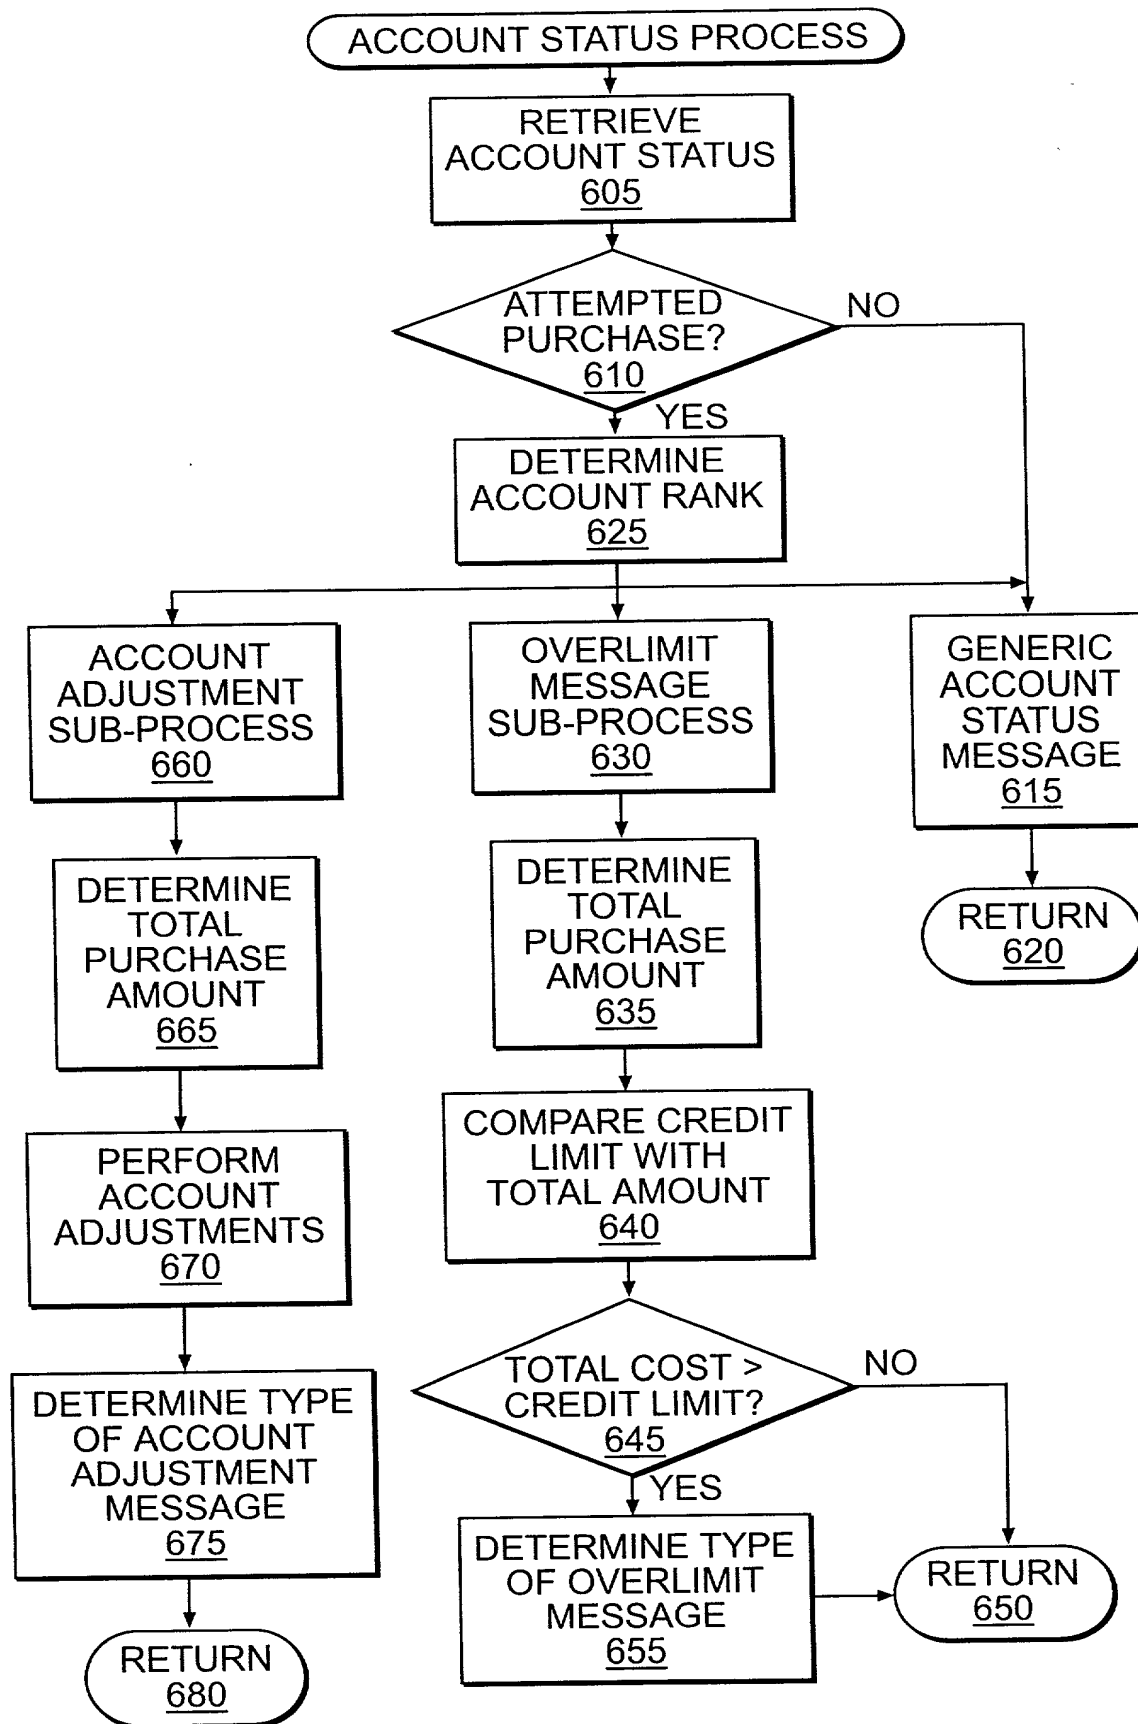 ACCOUNT STATUS PROCESS
RETRIEVE
ACCOUNT STATUS
605
ATTEMPTED
PURCHASE?
610
NO
YES
DETERMINE
ACCOUNT RANK
625
ACCOUNT
ADJUSTMENT
SUB-PROCESS
660
OVERLIMIT
MESSAGE
SUB-PROCESS
630
GENERIC
ACCOUNT
STATUS
MESSAGE
615
DETERMINE
TOTAL
PURCHASE
AMOUNT
665
DETERMINE
TOTAL
PURCHASE
AMOUNT
635
RETURN
620
PERFORM
ACCOUNT
ADJUSTMENTS
670
COMPARE CREDIT
LIMIT WITH
TOTAL AMOUNT
640
TOTAL COST >
CREDIT LIMIT?
645
NO
YES
DETERMINE TYPE
OF ACCOUNT
ADJUSTMENT
MESSAGE
675
DETERMINE TYPE
OF OVERLIMIT
MESSAGE
655
RETURN
650
RETURN
680